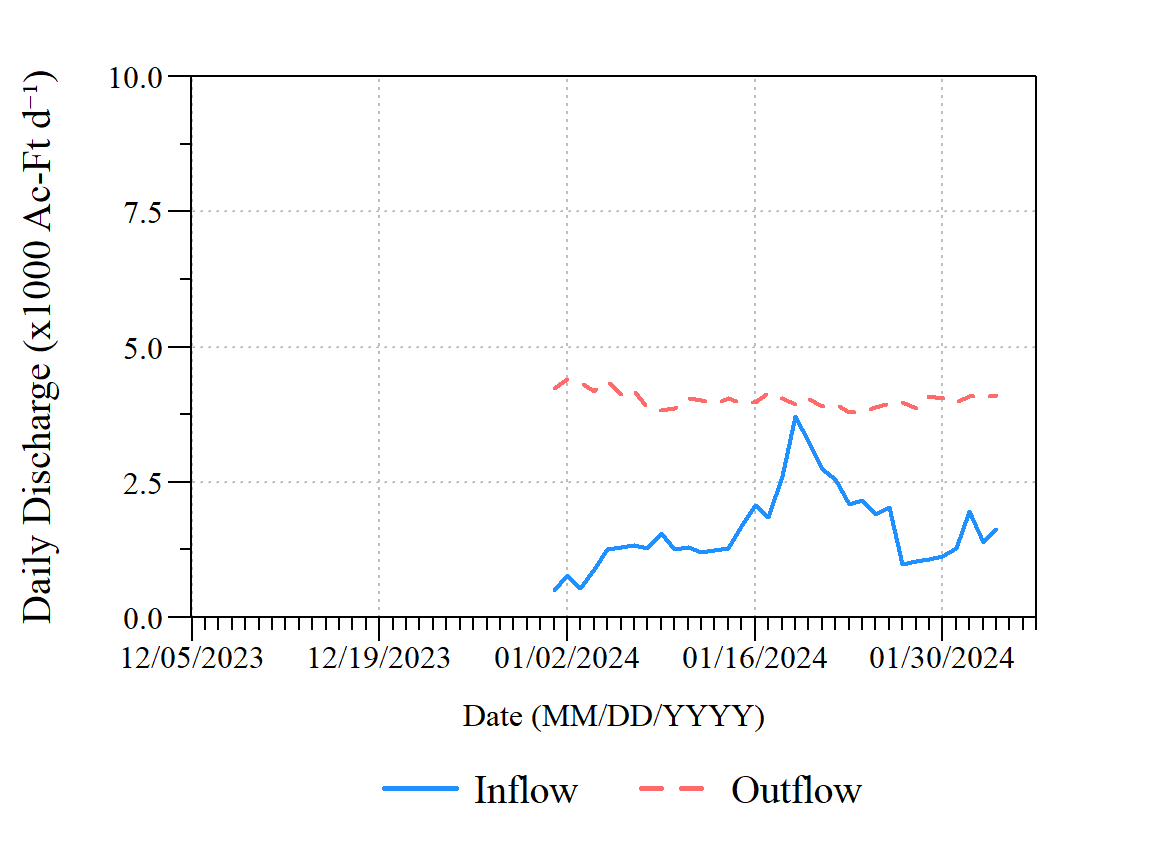 Daily Discharge (x1000 Ac-Ft d⁻¹)
10.0
7.5
5.0
2.5
0.0
12/05/2023 12/19/2023 01/02/2024 01/16/2024 01/30/2024
Date (MM/DD/YYYY)
Inflow Outflow